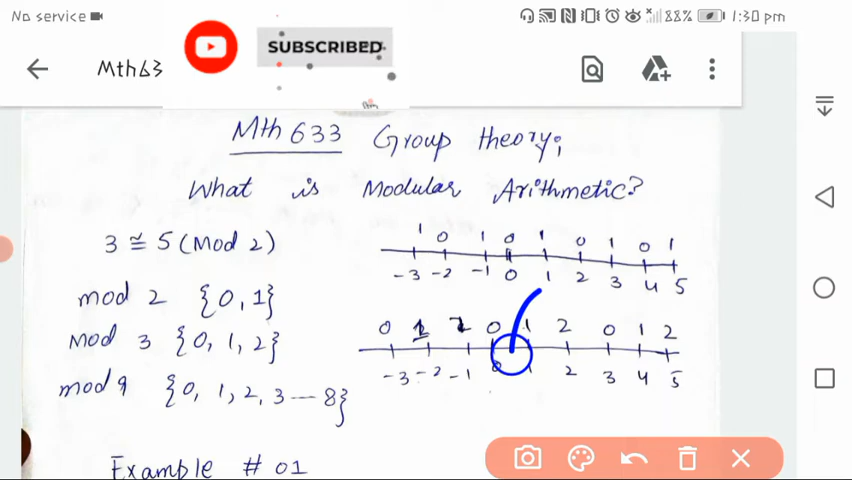 No service 88% 1:30 pm
SUBSCRIBED
Mth63
Mth 633 Group theory;
What is Modular Arithmetic?
3 ≅ 5 (Mod 2)
mod 2 {0, 1}
mod 3 {0, 1, 2}
mod 9 {0, 1, 2, 3 --- 8}
1 0 1 0 1 0 1 0 1
-3 -2 -1 0 1 2 3 4 5
0 1 2 0 1 2 0 1 2
-3 -2 -1 0 1 2 3 4 5
Example # 01